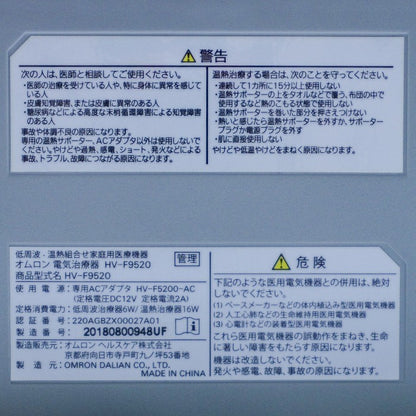 ⚠ 警告
次の人は、医師と相談してご使用ください。
・医師の治療を受けている人や、特に身体に異常を感じて
いる人
・皮膚知覚障害、または皮膚に異常のある人
・糖尿病などによる高度な末梢循環障害による知覚障害
のある人
事故や体調不良の原因になります。
専用の温熱サポーター、ACアダプタ以外は使用しないで
ください。やけどや過熱、感電、ショート、発火などによる
事故、トラブル、故障につながる原因になります。
温熱治療する場合は、次のことを守ってください。
・連続して1カ所に15分以上使用しない
・温熱サポーターの上をタオルなどで覆う、布団の中で
使用するなど熱のこもる状態で使用しない
・温熱サポーターを巻いた部分を押さえつけない
・熱いと感じたら温熱サポーターを外すか、サポーター
プラグか電源プラグを外す
・肌に直接使用しない
やけどや低温やけどをまねく原因になります。
低周波・温熱組合せ家庭用医療機器
オムロン 電気治療器 HV-F9520
商品型式名 HV-F9520
管理
使用電源：専用ACアダプタ HV-F5200-AC
(定格電圧DC12V 定格電流2A)
定格消費電力：低周波治療器6W/温熱治療器16W
認証番号：220AGBZX00027A01
製造番号：20180800948UF
製造販売元：オムロン ヘルスケア株式会社
京都府向日市寺戸町九ノ坪53番地
製造元：OMRON DALIAN CO., LTD.
MADE IN CHINA
⚠ 危険
下記のような医用電気機器との併用は、絶対
しないでください。
(1)ペースメーカーなどの体内植込み型医用電気機器
(2)人工心肺などの生命維持用医用電気機器
(3)心電計などの装着型医用電気機器
これら医用電気機器の誤動作をまねき、生命
に著しい障害をもたらす原因になります。
機器は改造しないでください。
発火や感電、故障、事故の原因になります。